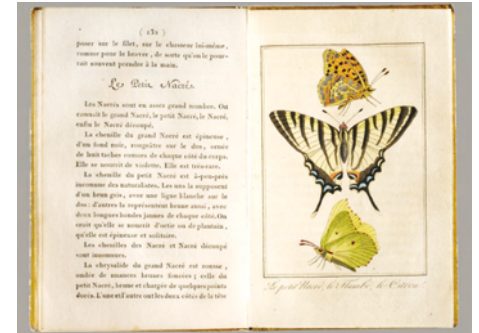 ( 132 )
poser sur le filet, sur le chasseur lui-même,
comme pour le braver, de sorte qu'on le pour-
rait souvent prendre à la main.
Les Petits Nacrés.
Les Nacrés sont en assez grand nombre. On
connaît le grand Nacré, le petit Nacré, le Nacré,
enfin le Nacré découpé.
La chenille du grand Nacré est épineuse,
d'un fond noir, rougeâtre sur le dos, ornée
de huit taches rousses de chaque côté du corps.
Elle se nourrit de violette. Elle est très-rare.
La chenille du petit Nacré est à-peu-près
inconnue des naturalistes. Les uns la supposent
d'un brun gris, avec une ligne blanche sur le
dos: d'autres la représentent brune aussi, avec
deux longues bandes jaunes de chaque côté. On
croit qu'elle se nourrit d'ortie ou de plantain,
qu'elle est épineuse et solitaire.
Les chenilles des Nacré et Nacré découpé
sont inconnues.
La chrysalide du grand Nacré est rousse,
ondée de nuances brunes foncées; celle du
petit Nacré, brune et chargée de quelques points
dorés. L'une et l'autre ont les deux côtés de la tête
Le petit Nacré, le Flambé, le Citron